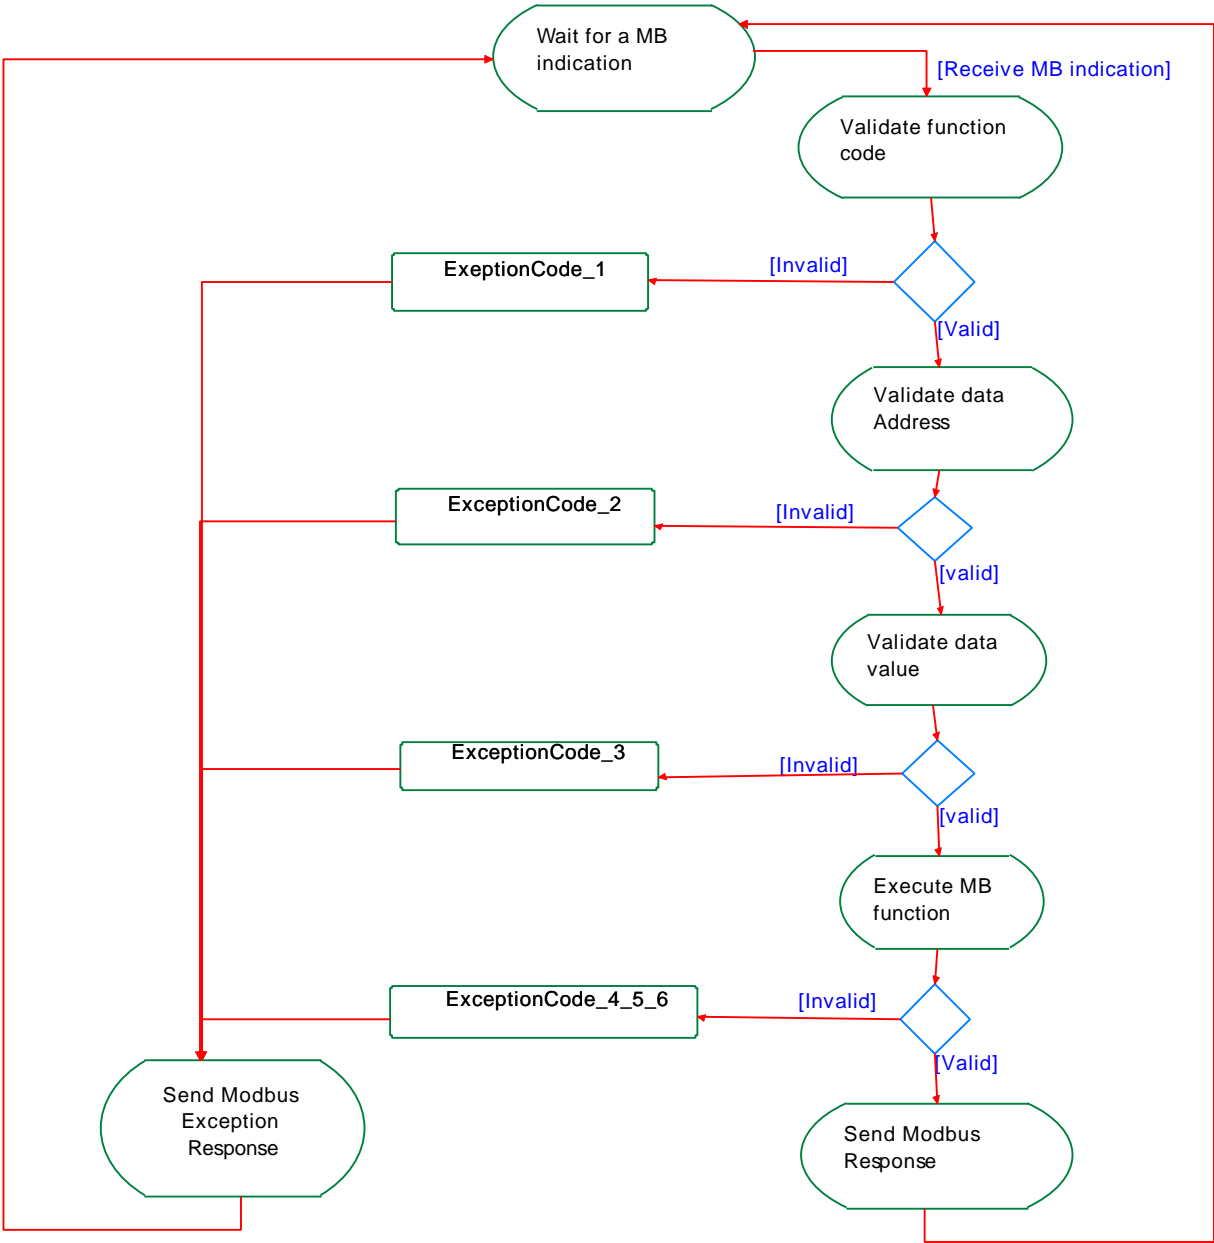 Wait for a MB
indication
[Receive MB indication]
Validate function
code
ExeptionCode_1
[Invalid]
[Valid]
Validate data
Address
ExceptionCode_2
[Invalid]
[valid]
Validate data
value
ExceptionCode_3
[Invalid]
[valid]
Execute MB
function
ExceptionCode_4_5_6
[Invalid]
[Valid]
Send Modbus
Exception
Response
Send Modbus
Response